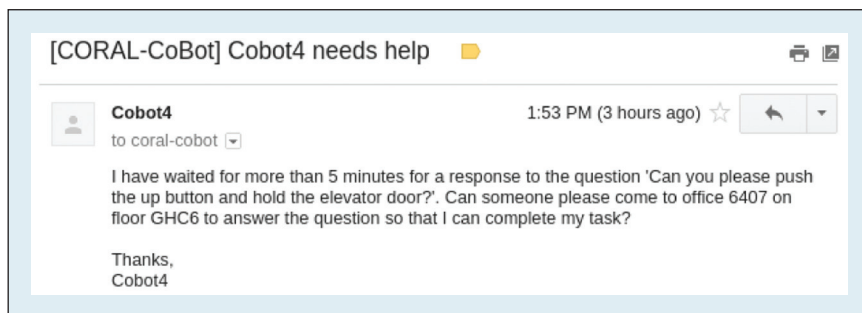 [CORAL-CoBot] Cobot4 needs help
Cobot4 1:53 PM (3 hours ago)
to coral-cobot
I have waited for more than 5 minutes for a response to the question 'Can you please push
the up button and hold the elevator door?'. Can someone please come to office 6407 on
floor GHC6 to answer the question so that I can complete my task?
Thanks,
Cobot4